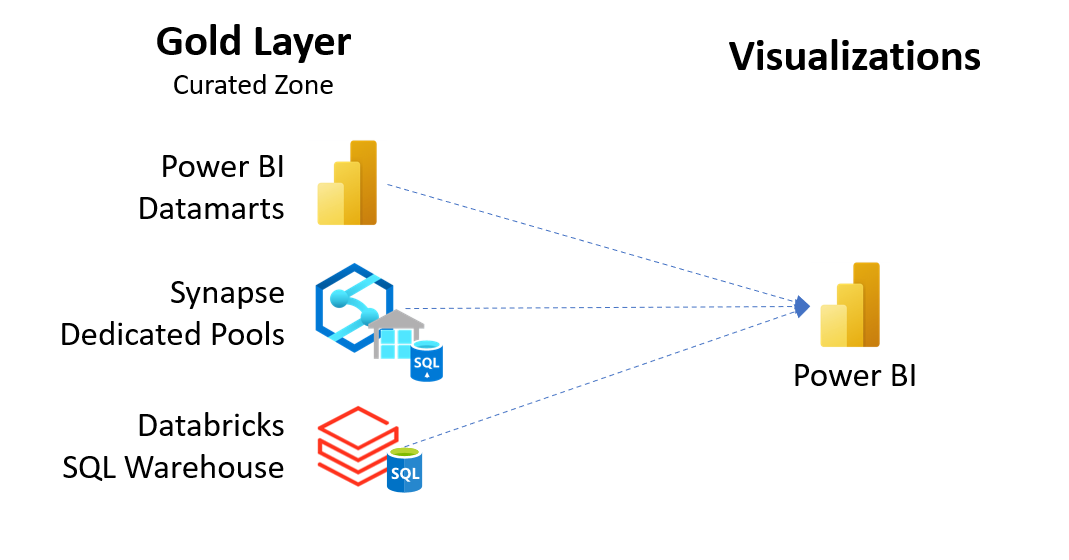 Gold Layer
Curated Zone
Visualizations
Power BI
Datamarts
Synapse
Dedicated Pools
SQL
Databricks
SQL Warehouse
SQL
Power BI